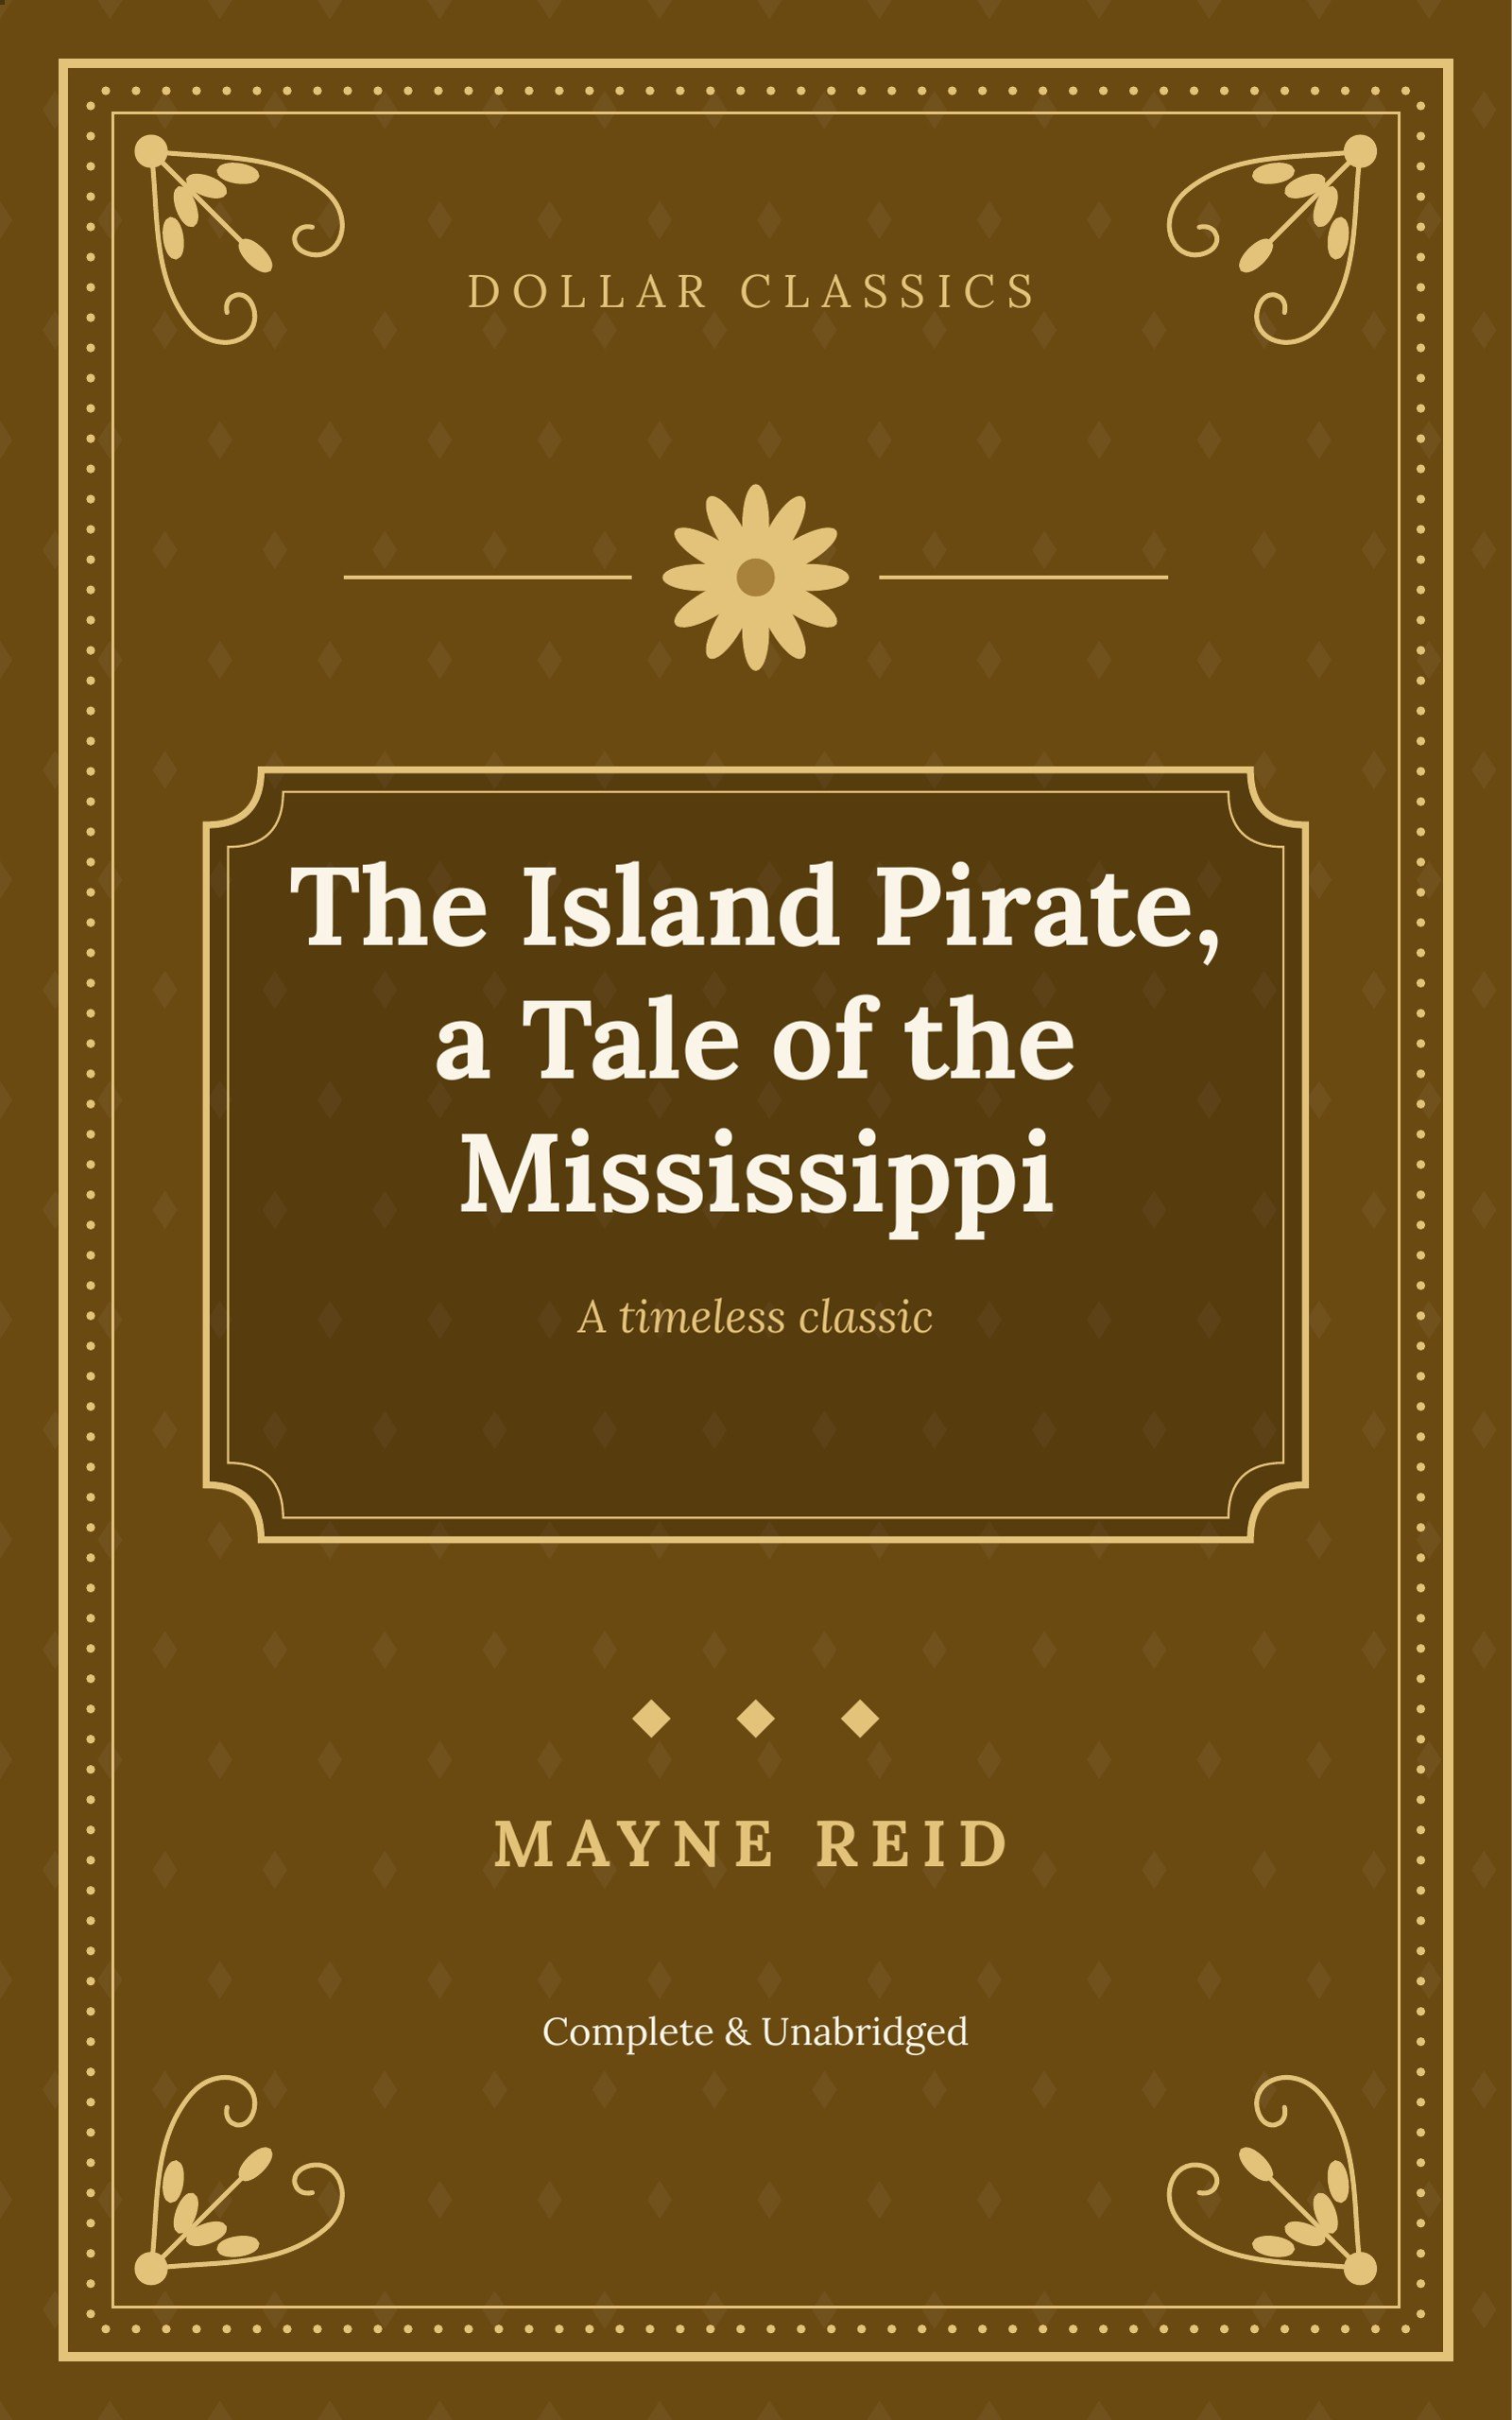 DOLLAR CLASSICS
The Island Pirate,
a Tale of the
Mississippi
A timeless classic
MAYNE REID
Complete & Unabridged